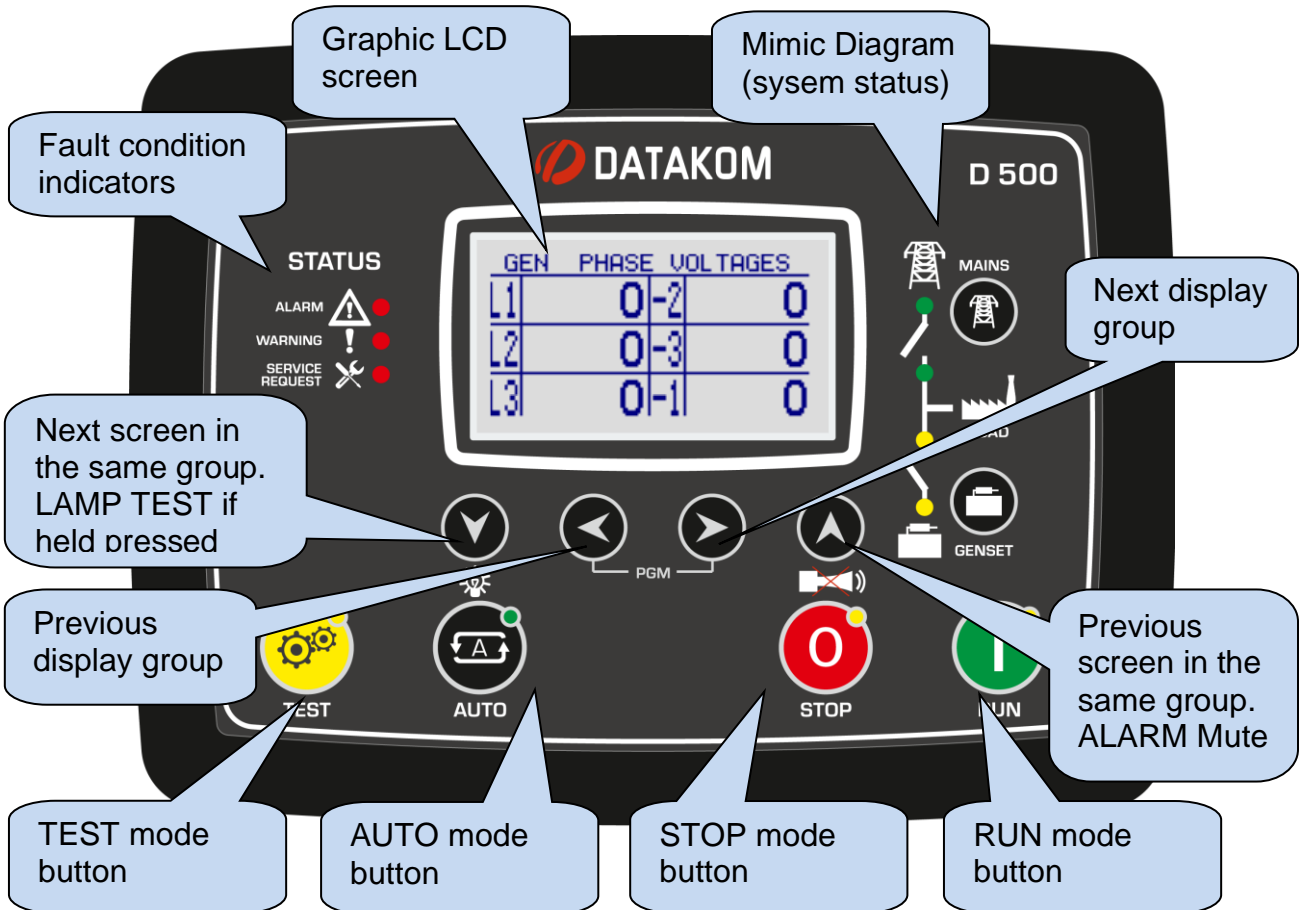 Graphic LCD
screen
Mimic Diagram
(sysem status)
Fault condition
indicators
DATAKOM
D 500
STATUS
ALARM
WARNING
SERVICE
REQUEST
GEN PHASE VOLTAGES
L1 0 -2 0
L2 0 -3 0
L3 0 -1 0
MAINS
Next display
group
GENSET
Next screen in
the same group.
LAMP TEST if
held pressed
PGM
Previous
display group
Previous
screen in the
same group.
ALARM Mute
A
O
TEST
AUTO
STOP
RUN
TEST mode
button
AUTO mode
button
STOP mode
button
RUN mode
button